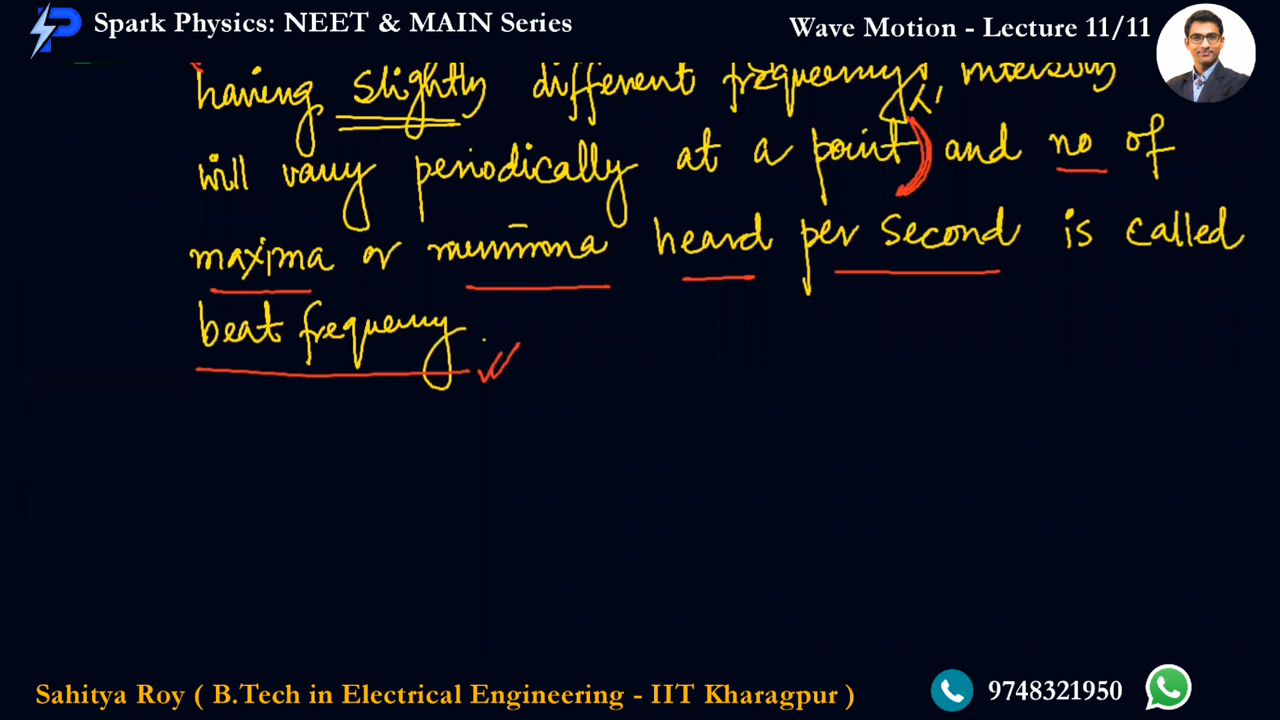 Spark Physics: NEET & MAIN Series
Wave Motion - Lecture 11/11
having slightly different frequency, intensity
will vary periodically at a point and no of
maxima or minima heard per second is called
beat frequency.
Sahitya Roy ( B.Tech in Electrical Engineering - IIT Kharagpur )
9748321950